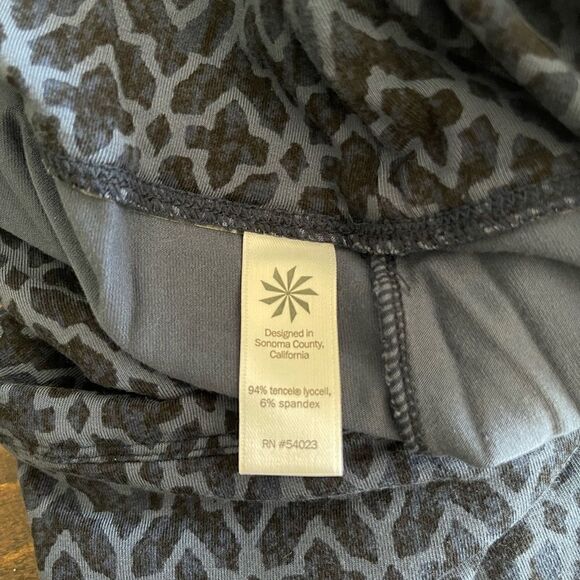 Designed in
Sonoma County,
California
94% tencel® lyocell,
6% spandex
RN #54023